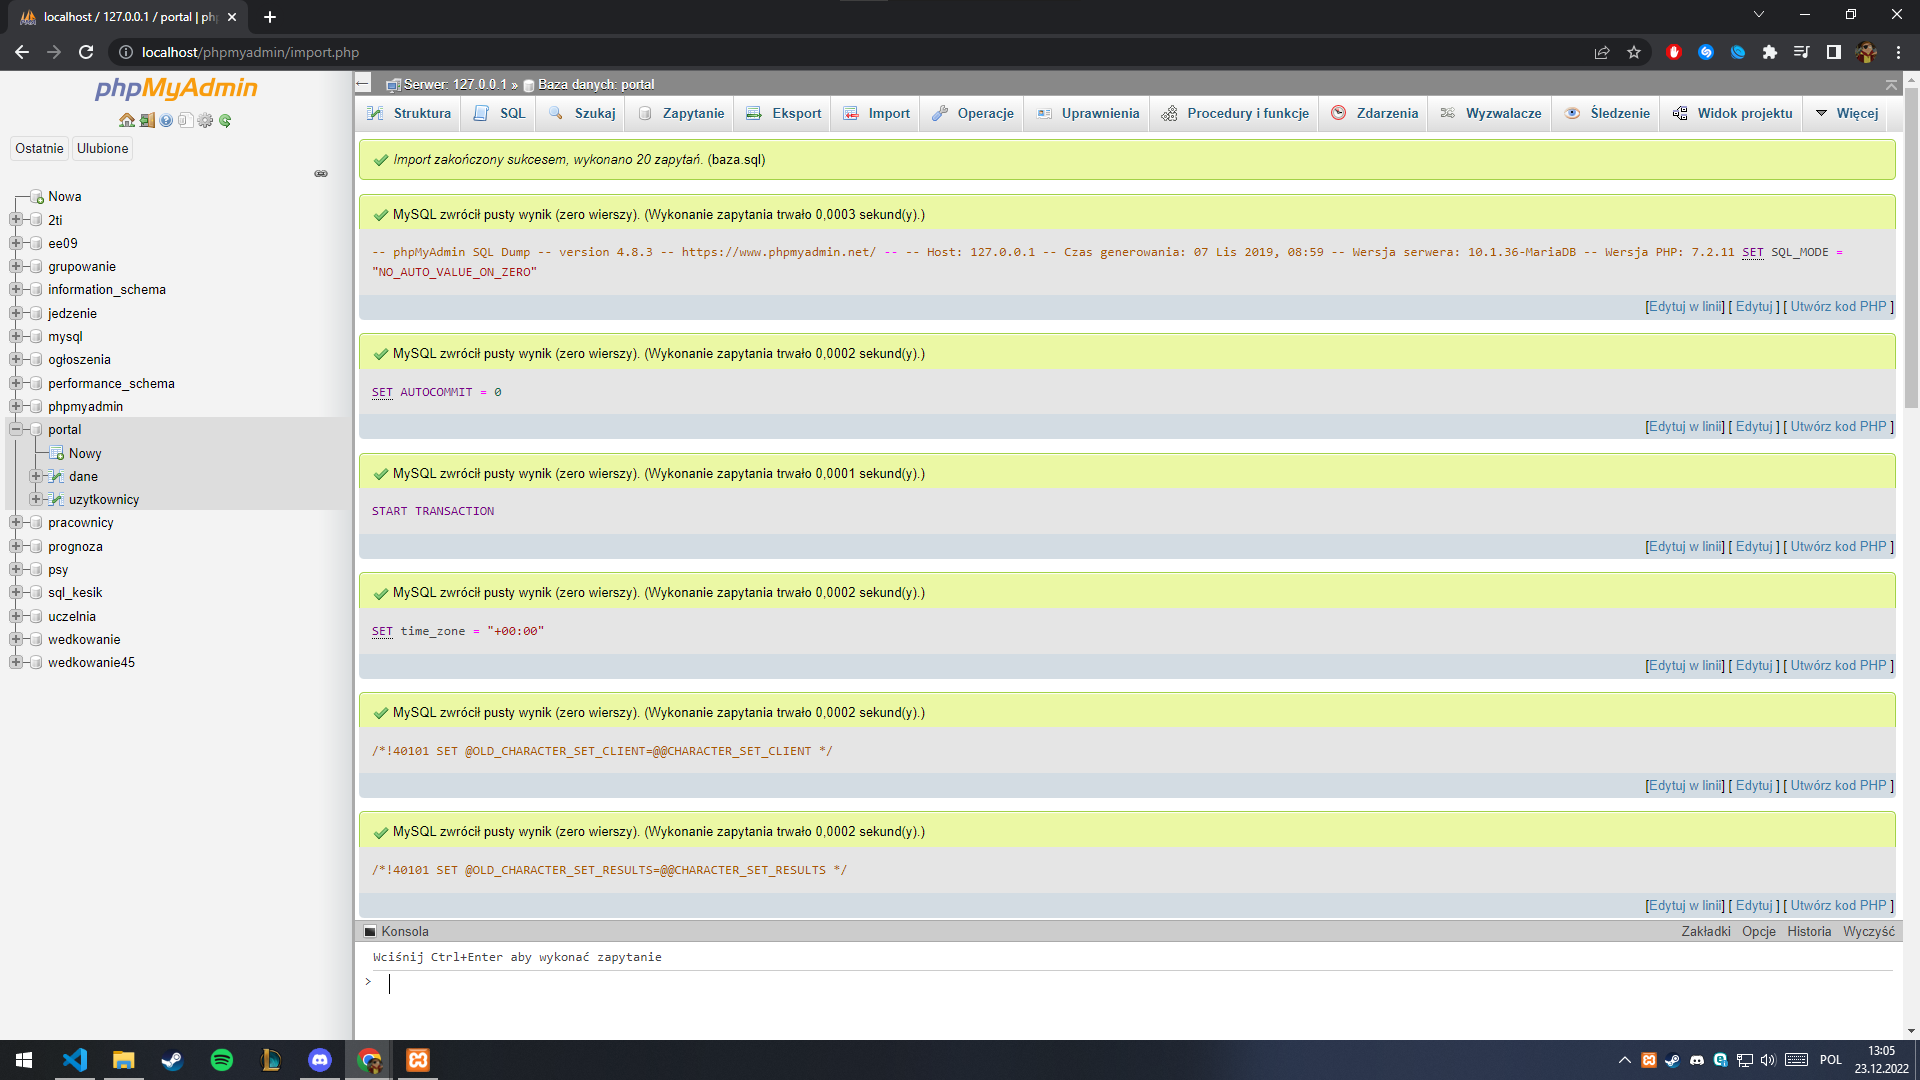 localhost / 127.0.0.1 / portal | php
localhost/phpmyadmin/import.php
phpMyAdmin
Ostatnie Ulubione
Nowa
2ti
ee09
grupowanie
information_schema
jedzenie
mysql
ogłoszenia
performance_schema
phpmyadmin
portal
Nowy
dane
uzytkownicy
pracownicy
prognoza
psy
sql_kesik
uczelnia
wedkowanie
wedkowanie45
Serwer: 127.0.0.1 » Baza danych: portal
Struktura SQL Szukaj Zapytanie Eksport Import Operacje Uprawnienia Procedury i funkcje Zdarzenia Wyzwalacze Śledzenie Widok projektu Więcej
Import zakończony sukcesem, wykonano 20 zapytań. (baza.sql)
MySQL zwrócił pusty wynik (zero wierszy). (Wykonanie zapytania trwało 0,0003 sekund(y).)
-- phpMyAdmin SQL Dump -- version 4.8.3 -- https://www.phpmyadmin.net/ -- -- Host: 127.0.0.1 -- Czas generowania: 07 Lis 2019, 08:59 -- Wersja serwera: 10.1.36-MariaDB -- Wersja PHP: 7.2.11 SET SQL_MODE =
"NO_AUTO_VALUE_ON_ZERO"
[Edytuj w linii] [ Edytuj ] [ Utwórz kod PHP ]
MySQL zwrócił pusty wynik (zero wierszy). (Wykonanie zapytania trwało 0,0002 sekund(y).)
SET AUTOCOMMIT = 0
[Edytuj w linii] [ Edytuj ] [ Utwórz kod PHP ]
MySQL zwrócił pusty wynik (zero wierszy). (Wykonanie zapytania trwało 0,0001 sekund(y).)
START TRANSACTION
[Edytuj w linii] [ Edytuj ] [ Utwórz kod PHP ]
MySQL zwrócił pusty wynik (zero wierszy). (Wykonanie zapytania trwało 0,0002 sekund(y).)
SET time_zone = "+00:00"
[Edytuj w linii] [ Edytuj ] [ Utwórz kod PHP ]
MySQL zwrócił pusty wynik (zero wierszy). (Wykonanie zapytania trwało 0,0002 sekund(y).)
/*!40101 SET @OLD_CHARACTER_SET_CLIENT=@@CHARACTER_SET_CLIENT */
[Edytuj w linii] [ Edytuj ] [ Utwórz kod PHP ]
MySQL zwrócił pusty wynik (zero wierszy). (Wykonanie zapytania trwało 0,0002 sekund(y).)
/*!40101 SET @OLD_CHARACTER_SET_RESULTS=@@CHARACTER_SET_RESULTS */
[Edytuj w linii] [ Edytuj ] [ Utwórz kod PHP ]
Konsola Zakładki Opcje Historia Wyczyść
Wciśnij Ctrl+Enter aby wykonać zapytanie
>
POL
13:05
23.12.2022